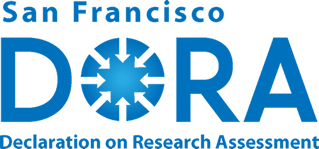 San Francisco
DORA
Declaration on Research Assessment